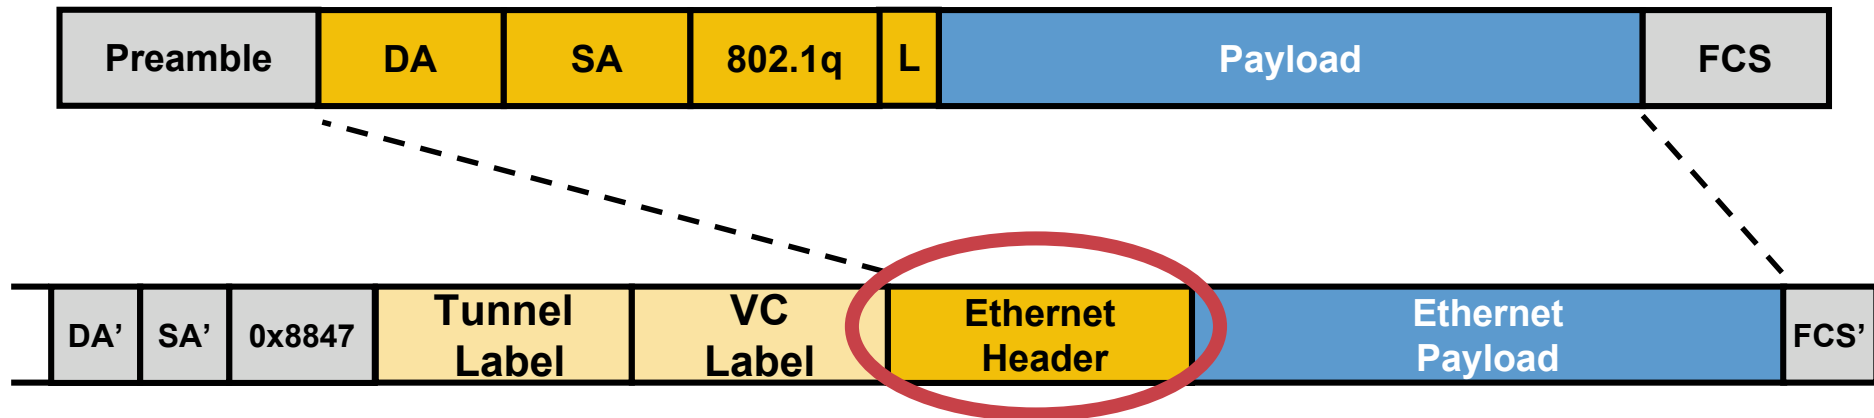 Preamble DA SA 802.1q L Payload FCS
DA’ SA’ 0x8847 Tunnel Label VC Label Ethernet Header Ethernet Payload FCS’